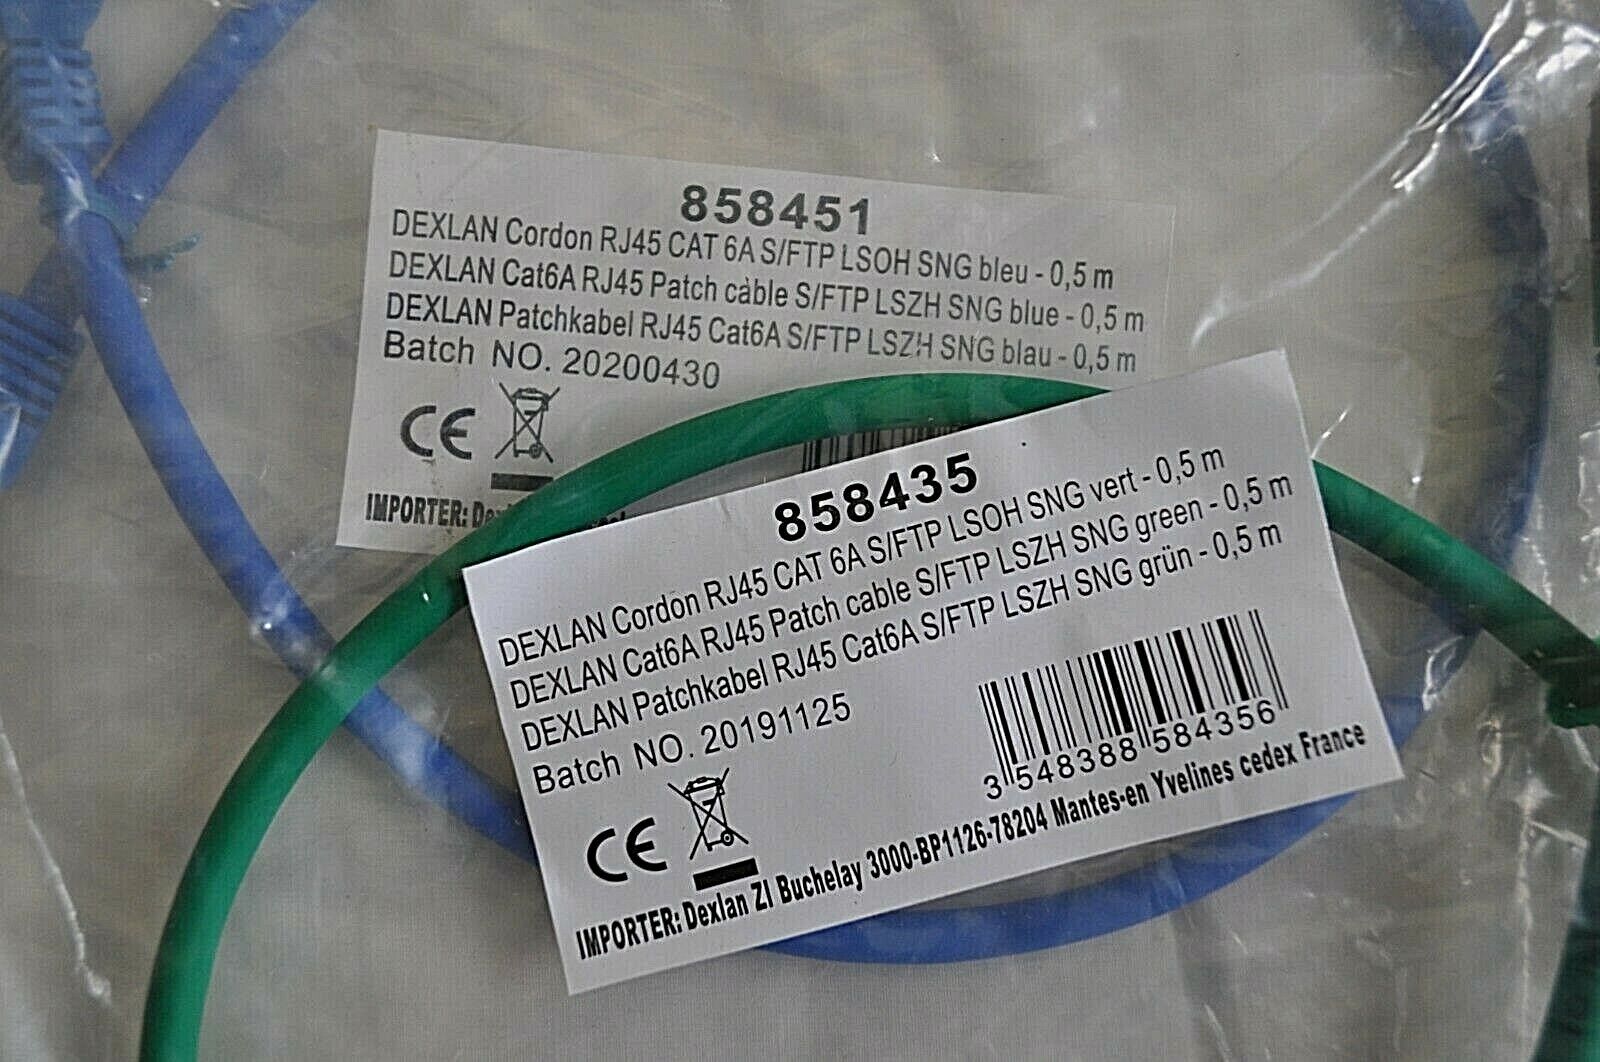 858451
DEXLAN Cordon RJ45 CAT 6A S/FTP LSOH SNG bleu - 0,5 m
DEXLAN Cat6A RJ45 Patch cable S/FTP LSZH SNG blue - 0,5 m
DEXLAN Patchkabel RJ45 Cat6A S/FTP LSZH SNG blau - 0,5 m
Batch NO. 20200430
CE
IMPORTER:
858435
DEXLAN Cordon RJ45 CAT 6A S/FTP LSOH SNG vert - 0,5 m
DEXLAN Cat6A RJ45 Patch cable S/FTP LSZH SNG green - 0,5 m
DEXLAN Patchkabel RJ45 Cat6A S/FTP LSZH SNG grün - 0,5 m
Batch NO. 20191125
3 548388 584356
CE
IMPORTER: Dexlan ZI Buchelay 3000-BP1126-78204 Mantes-en Yvelines cedex France